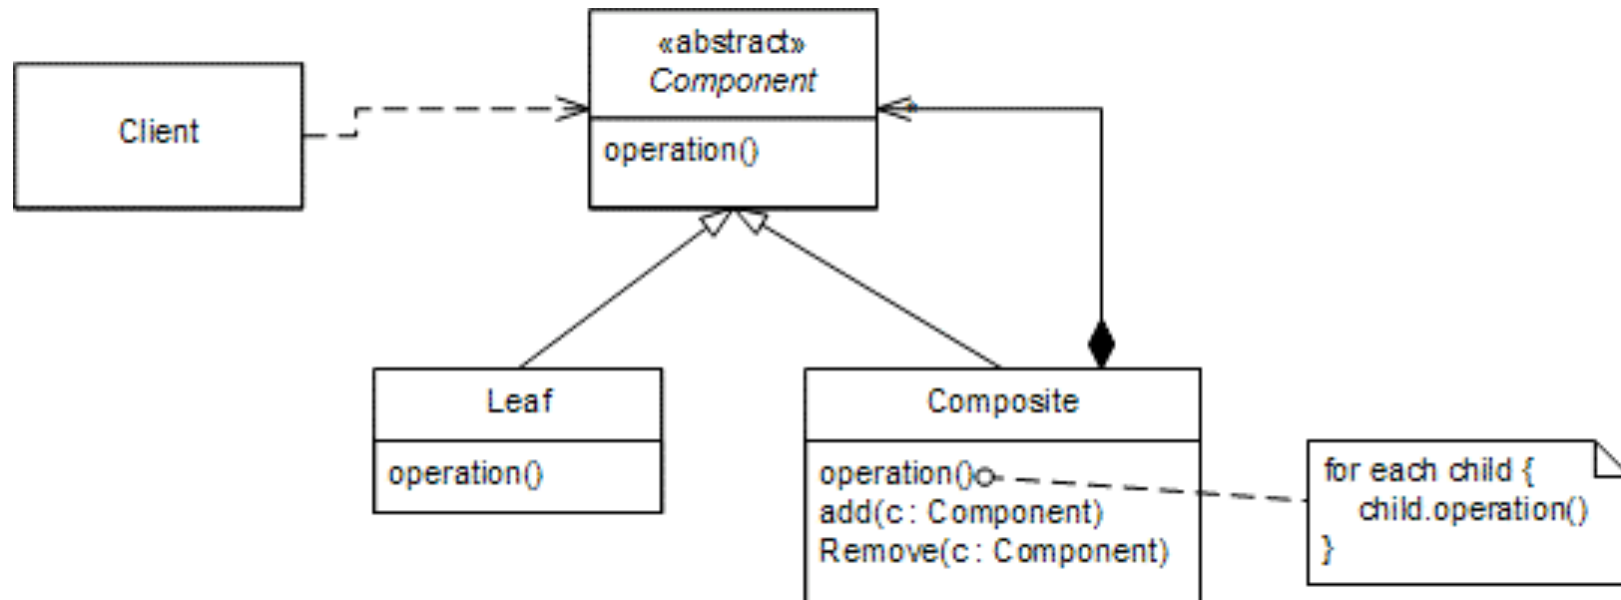 «abstract»
Component
operation()
Client
Leaf
operation()
Composite
operation()
add(c : Component)
Remove(c : Component)
for each child {
child.operation()
}